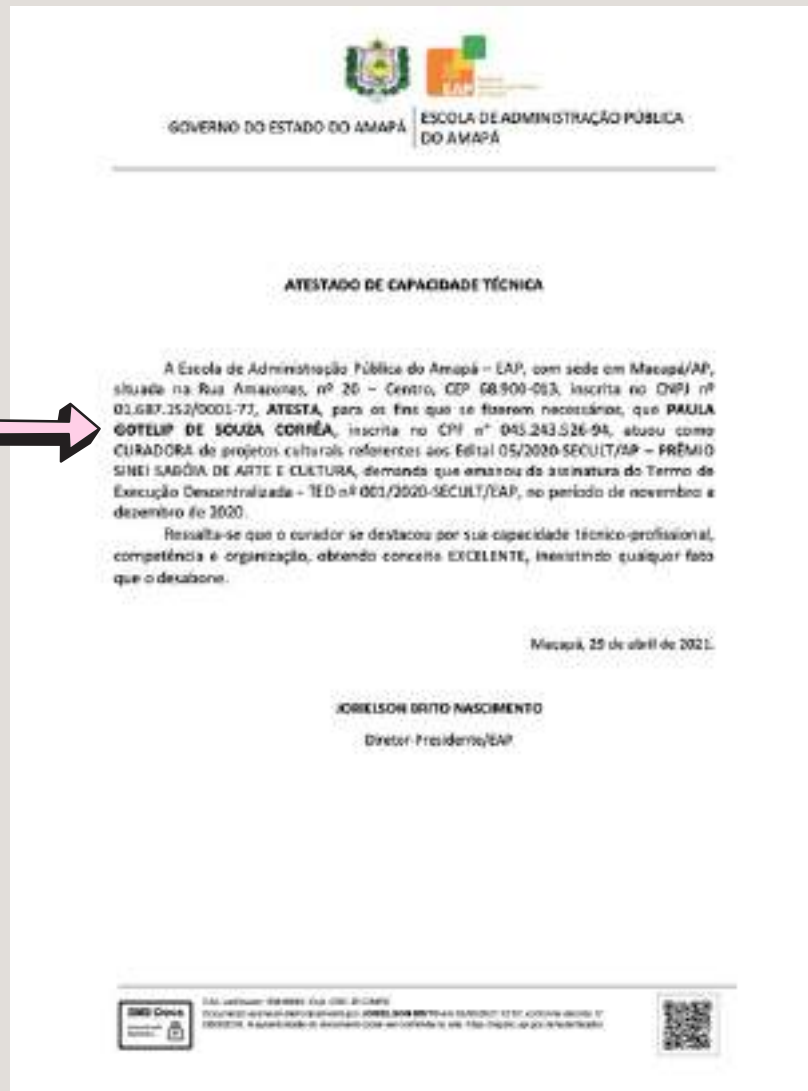 EAP
GOVERNO DO ESTADO DO AMAPÁ
ESCOLA DE ADMINISTRAÇÃO PÚBLICA
DO AMAPÁ
ATESTADO DE CAPACIDADE TÉCNICA
A Escola de Administração Pública do Amapá – EAP, com sede em Macapá/AP,
situada na Rua Amazonas, nº 20 – Centro, CEP 68.900-013, inscrita no CNPJ nº
01.687.152/0001-77, ATESTA, para os fins que se fizerem necessários, que PAULA
GOTELIP DE SOUZA CORRÊA, inscrita no CPF n° 045.243.526-94, atuou como
CURADORA de projetos culturais referentes aos Edital 05/2020-SECULT/AP – PRÊMIO
SINEI SABÓIA DE ARTE E CULTURA, demanda que emanou da assinatura do Termo de
Execução Descentralizada – TED nº 001/2020-SECULT/EAP, no período de novembro a
dezembro de 2020.
Ressalta-se que o curador se destacou por sua capacidade técnico-profissional,
competência e organização, obtendo conceito EXCELENTE, inexistindo qualquer fato
que o desabone.
Macapá, 29 de abril de 2021.
JORIELSON BRITO NASCIMENTO
Diretor-Presidente/EAP